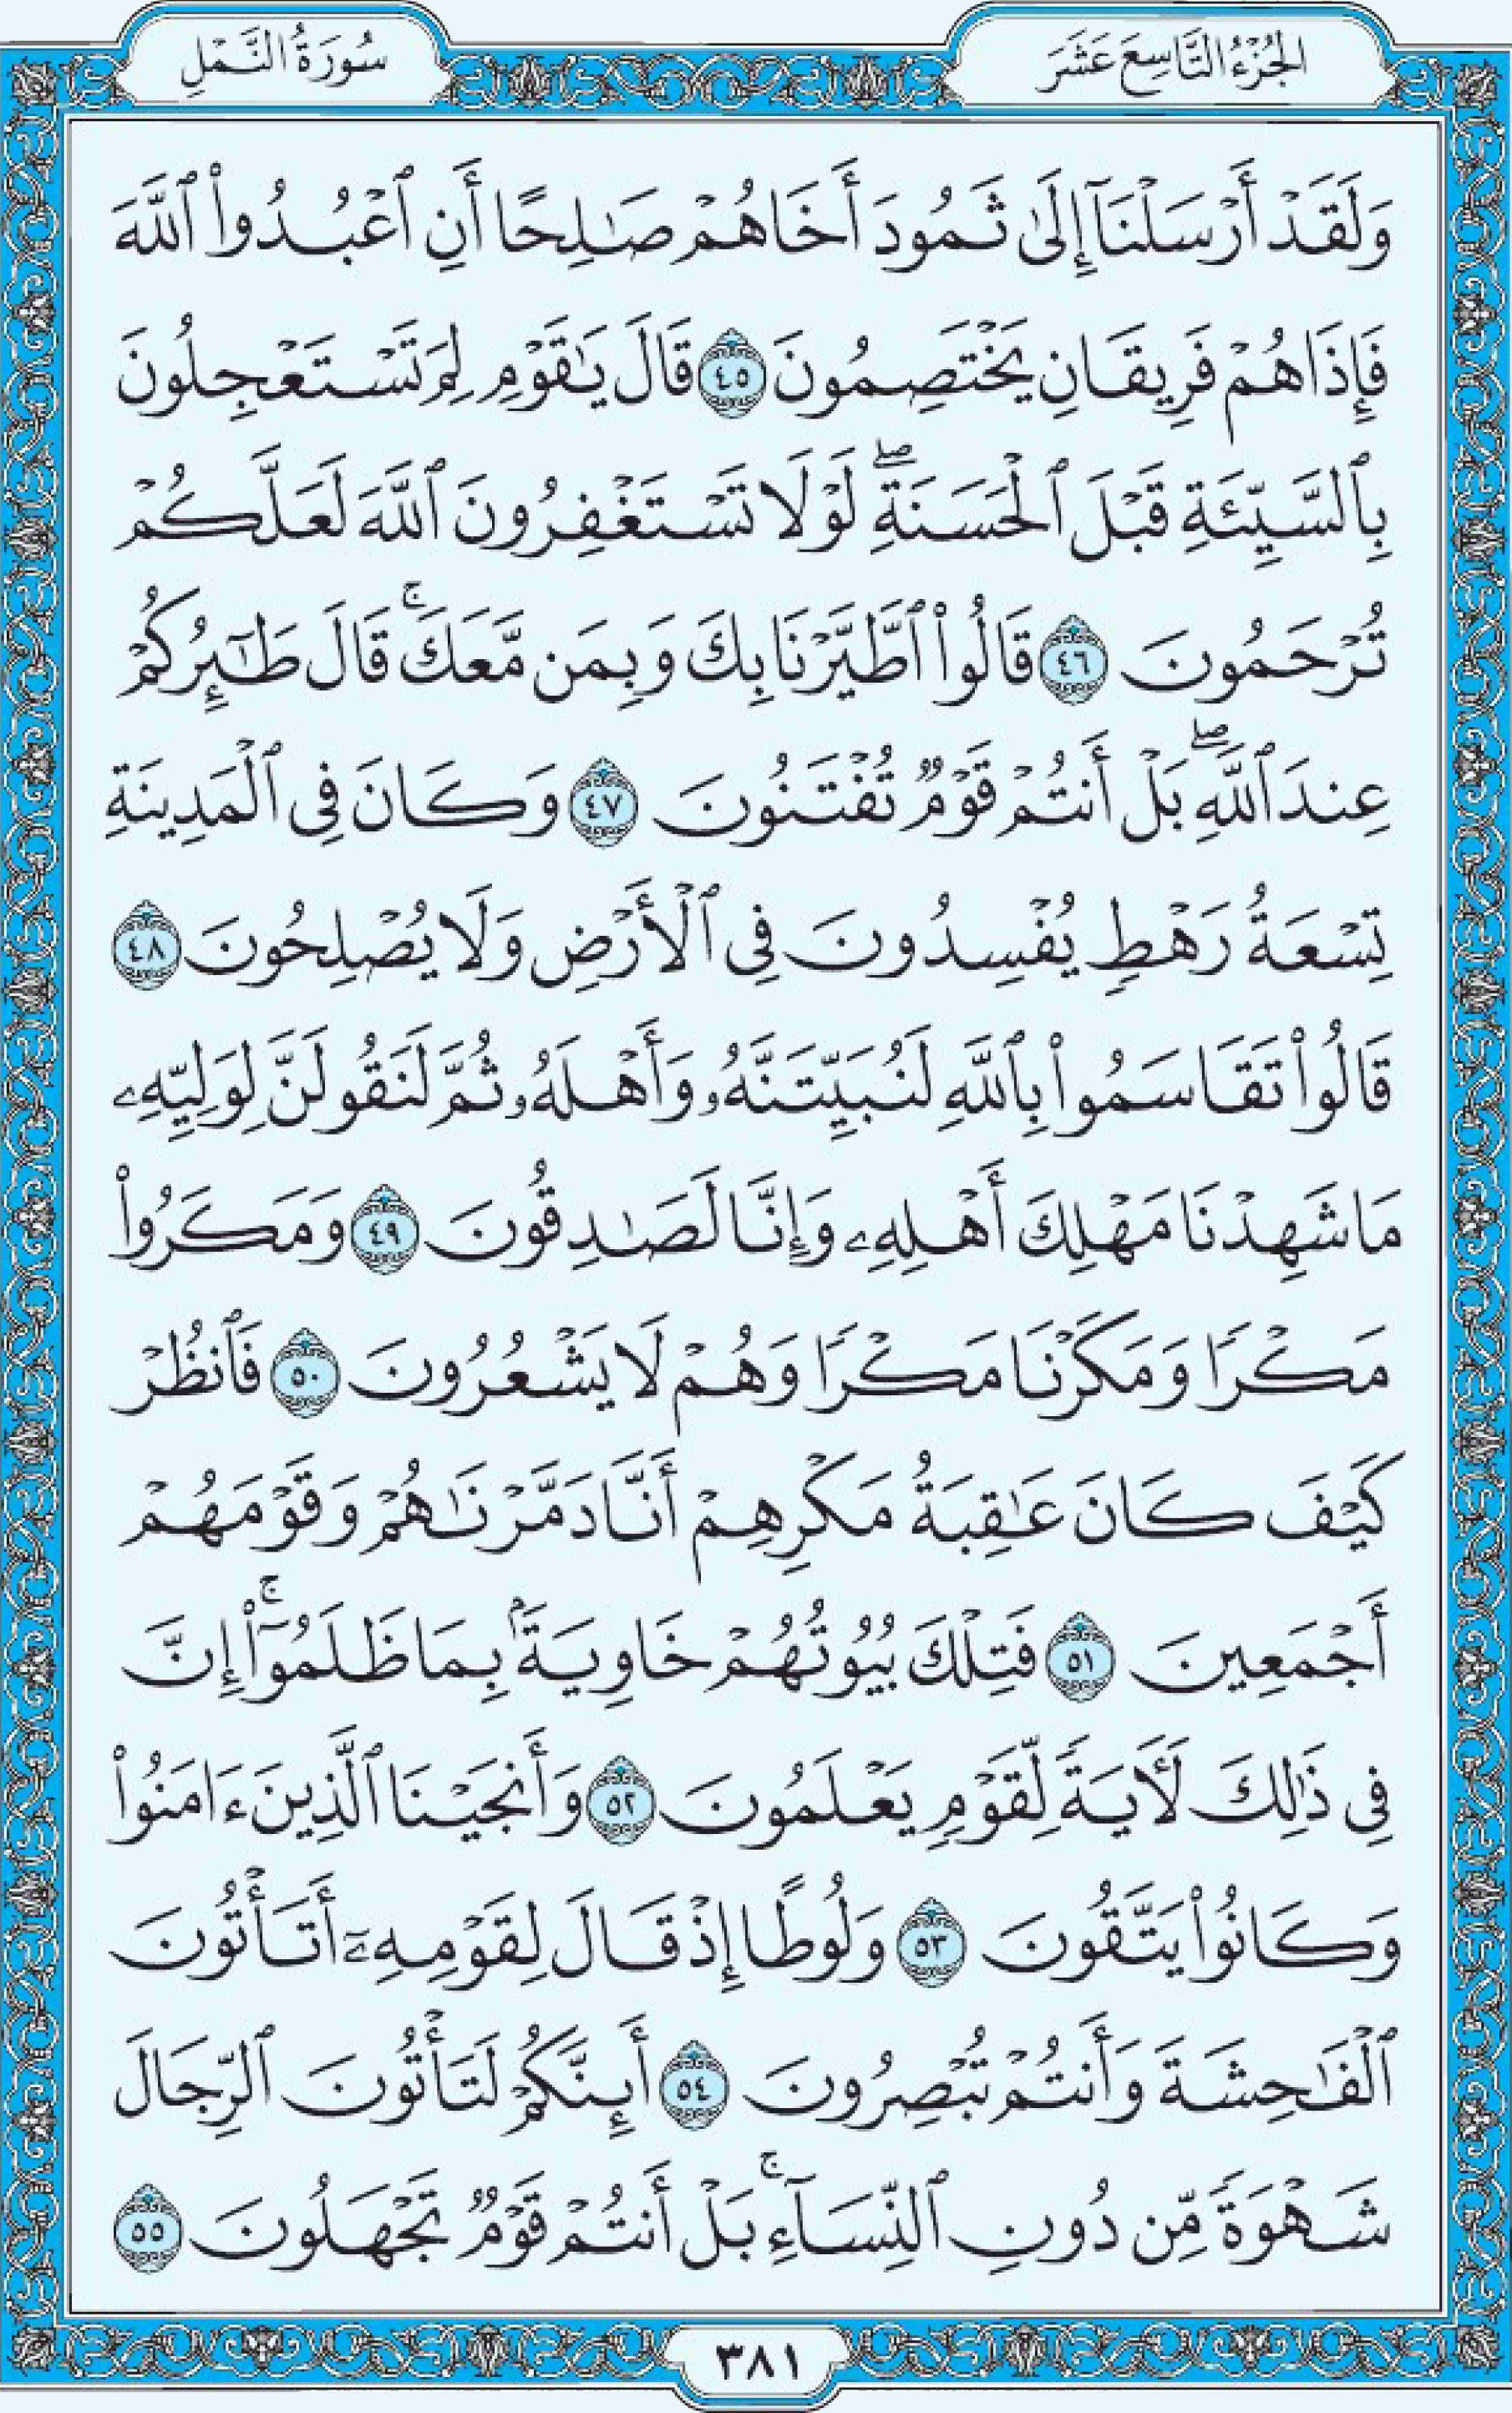 الجُزْءُ التَّاسِعَ عَشَرَ
سُورَةُ النَّمْلِ
وَلَقَدْ أَرْسَلْنَآ إِلَىٰ ثَمُودَ أَخَاهُمْ صَٰلِحًا أَنِ ٱعْبُدُوا۟ ٱللَّهَ
فَإِذَا هُمْ فَرِيقَانِ يَخْتَصِمُونَ ٤٥ قَالَ يَٰقَوْمِ لِمَ تَسْتَعْجِلُونَ
بِٱلسَّيِّئَةِ قَبْلَ ٱلْحَسَنَةِ ۖ لَوْلَا تَسْتَغْفِرُونَ ٱللَّهَ لَعَلَّكُمْ
تُرْحَمُونَ ٤٦ قَالُوا۟ ٱطَّيَّرْنَا بِكَ وَبِمَن مَّعَكَ ۚ قَالَ طَٰٓئِرُكُمْ
عِندَ ٱللَّهِ ۖ بَلْ أَنتُمْ قَوْمٌ تُفْتَنُونَ ٤٧ وَكَانَ فِى ٱلْمَدِينَةِ
تِسْعَةُ رَهْطٍ يُفْسِدُونَ فِى ٱلْأَرْضِ وَلَا يُصْلِحُونَ ٤٨
قَالُوا۟ تَقَاسَمُوا۟ بِٱللَّهِ لَنُبَيِّتَنَّهُۥ وَأَهْلَهُۥ ثُمَّ لَنَقُولَنَّ لِوَلِيِّهِۦ
مَا شَهِدْنَا مَهْلِكَ أَهْلِهِۦ وَإِنَّا لَصَٰدِقُونَ ٤٩ وَمَكَرُوا۟
مَكْرًا وَمَكَرْنَا مَكْرًا وَهُمْ لَا يَشْعُرُونَ ٥٠ فَٱنظُرْ
كَيْفَ كَانَ عَٰقِبَةُ مَكْرِهِمْ أَنَّا دَمَّرْنَٰهُمْ وَقَوْمَهُمْ
أَجْمَعِينَ ٥١ فَتِلْكَ بُيُوتُهُمْ خَاوِيَةًۢ بِمَا ظَلَمُوٓا۟ ۚ إِنَّ
فِى ذَٰلِكَ لَءَايَةً لِّقَوْمٍ يَعْلَمُونَ ٥٢ وَأَنجَيْنَا ٱلَّذِينَ ءَامَنُوا۟
وَكَانُوا۟ يَتَّقُونَ ٥٣ وَلُوطًا إِذْ قَالَ لِقَوْمِهِۦٓ أَتَأْتُونَ
ٱلْفَٰحِشَةَ وَأَنتُمْ تُبْصِرُونَ ٥٤ أَئِنَّكُمْ لَتَأْتُونَ ٱلرِّجَالَ
شَهْوَةً مِّن دُونِ ٱلنِّسَآءِ ۚ بَلْ أَنتُمْ قَوْمٌ تَجْهَلُونَ ٥٥
٣٨١